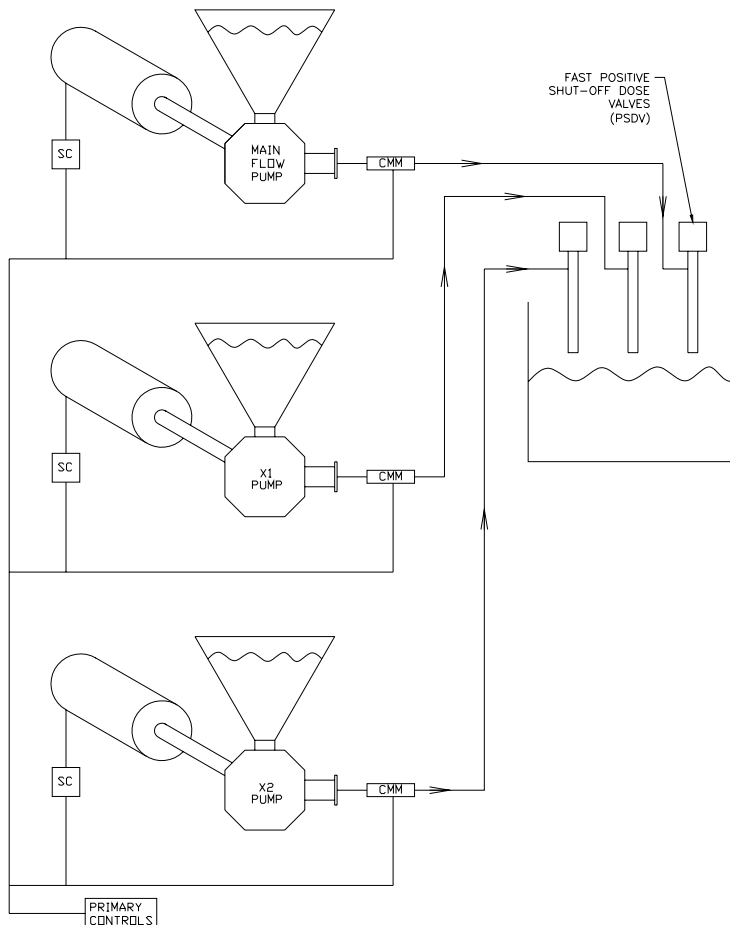 FAST POSITIVE
SHUT-OFF DOSE
VALVES
(PSDV)
SC
MAIN
FLOW
PUMP
CMM
SC
X1
PUMP
CMM
SC
X2
PUMP
CMM
PRIMARY
CONTROLS